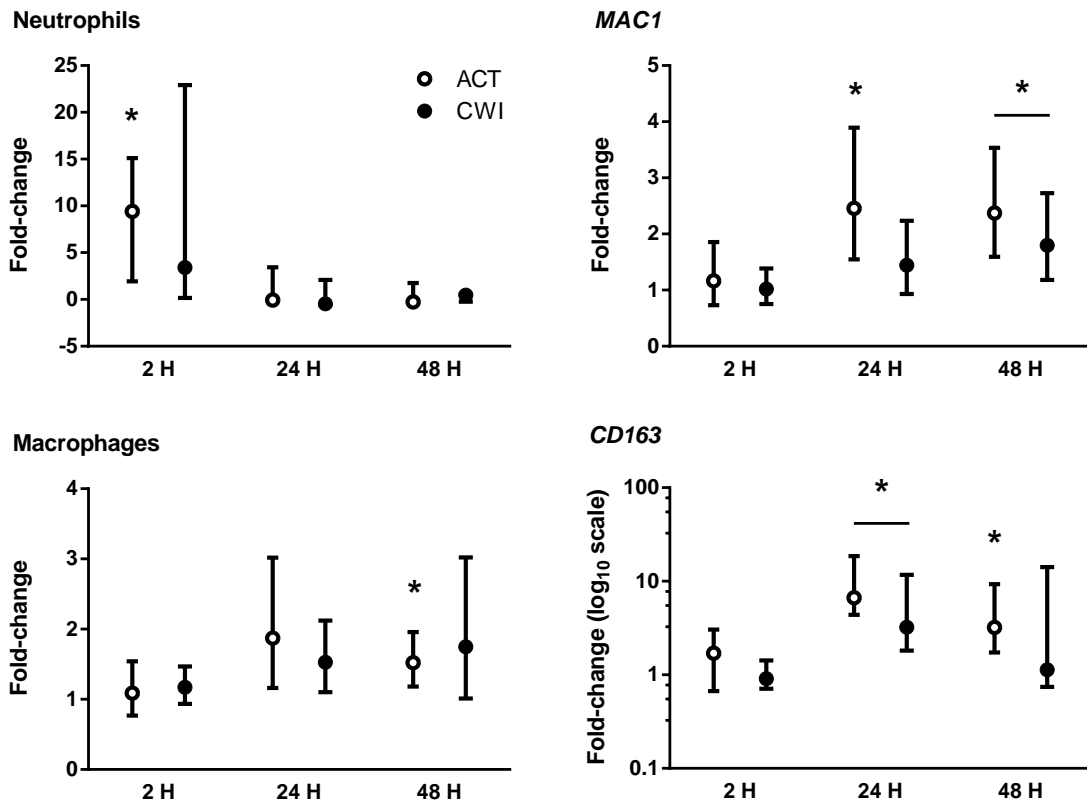 Neutrophils
Fold-change
25
20
15
10
5
0
-5
*
ACT
CWI
2 H 24 H 48 H
MAC1
Fold-change
5
4
3
2
1
0
* *
2 H 24 H 48 H
Macrophages
Fold-change
4
3
2
1
0
*
2 H 24 H 48 H
CD163
Fold-change (log10 scale)
100
10
1
0.1
* *
2 H 24 H 48 H